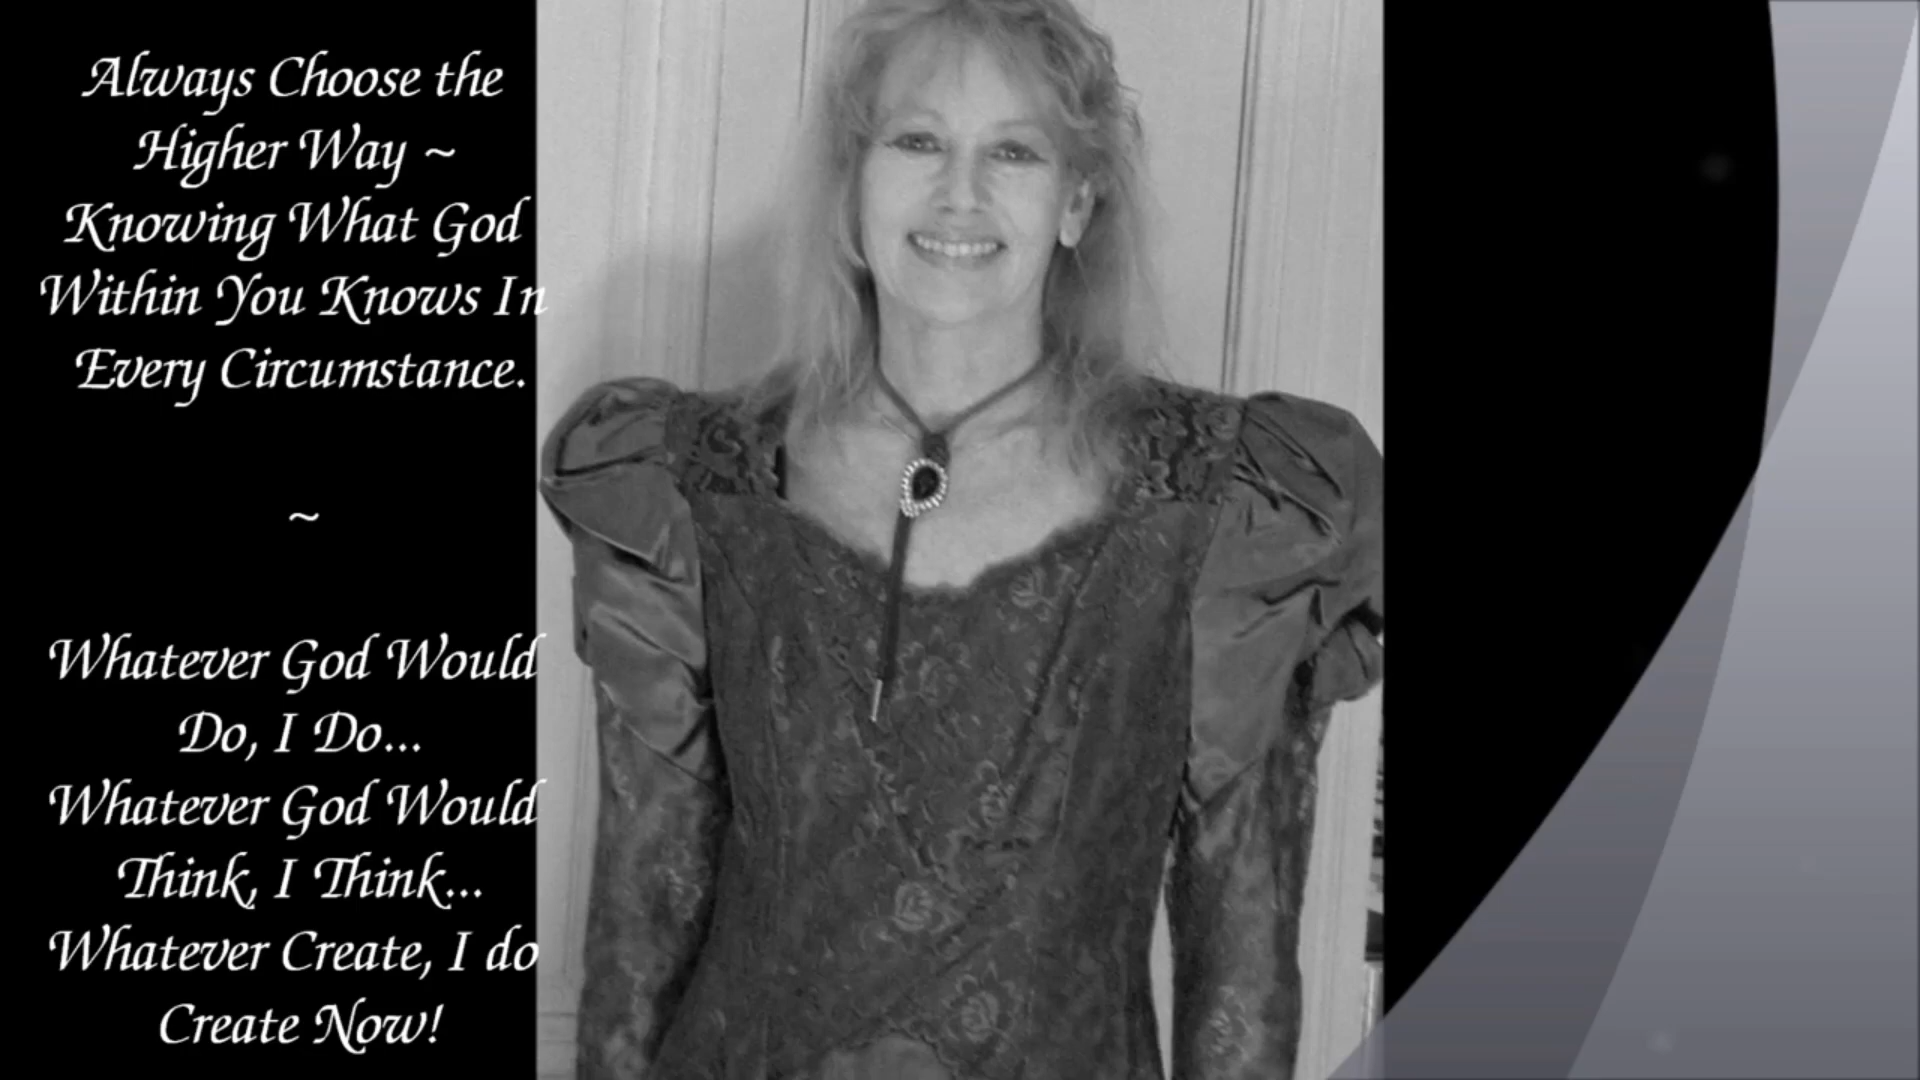 Always Choose the
Higher Way ~
Knowing What God
Within You Knows In
Every Circumstance.
~
Whatever God Would
Do, I Do...
Whatever God Would
Think, I Think...
Whatever Create, I do
Create Now!